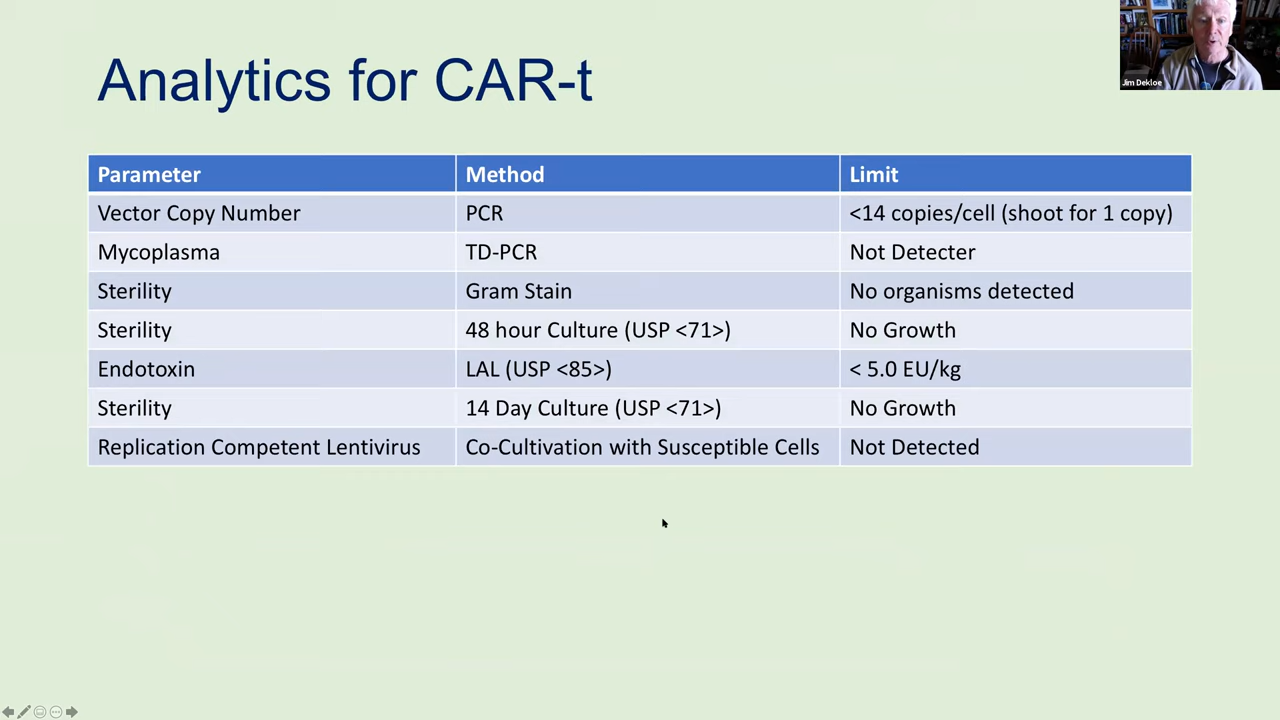 Analytics for CAR-t
Jim Dekloe
Parameter Method Limit
Vector Copy Number PCR <14 copies/cell (shoot for 1 copy)
Mycoplasma TD-PCR Not Detecter
Sterility Gram Stain No organisms detected
Sterility 48 hour Culture (USP <71>) No Growth
Endotoxin LAL (USP <85>) < 5.0 EU/kg
Sterility 14 Day Culture (USP <71>) No Growth
Replication Competent Lentivirus Co-Cultivation with Susceptible Cells Not Detected